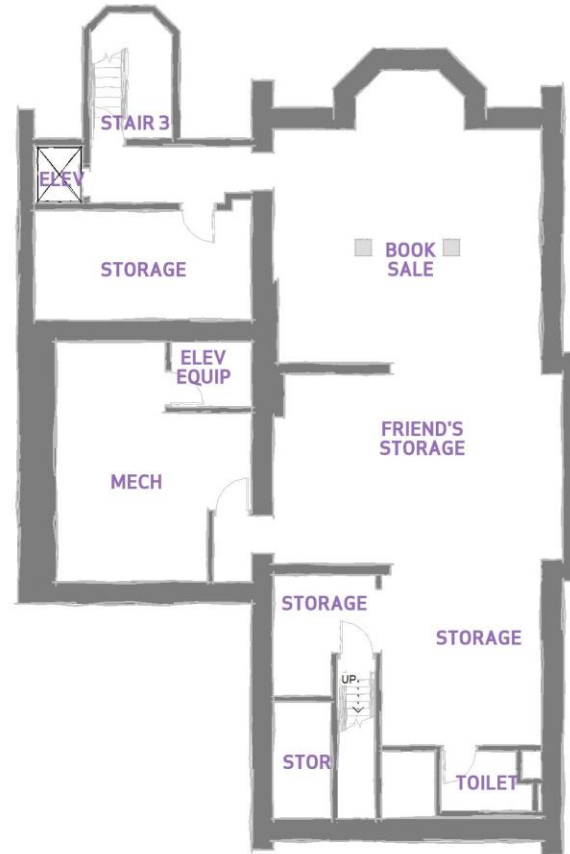 STAIR 3
ELEV
STORAGE
BOOK
SALE
ELEV
EQUIP
FRIEND'S
STORAGE
MECH
STORAGE
STORAGE
UP
STOR
TOILET